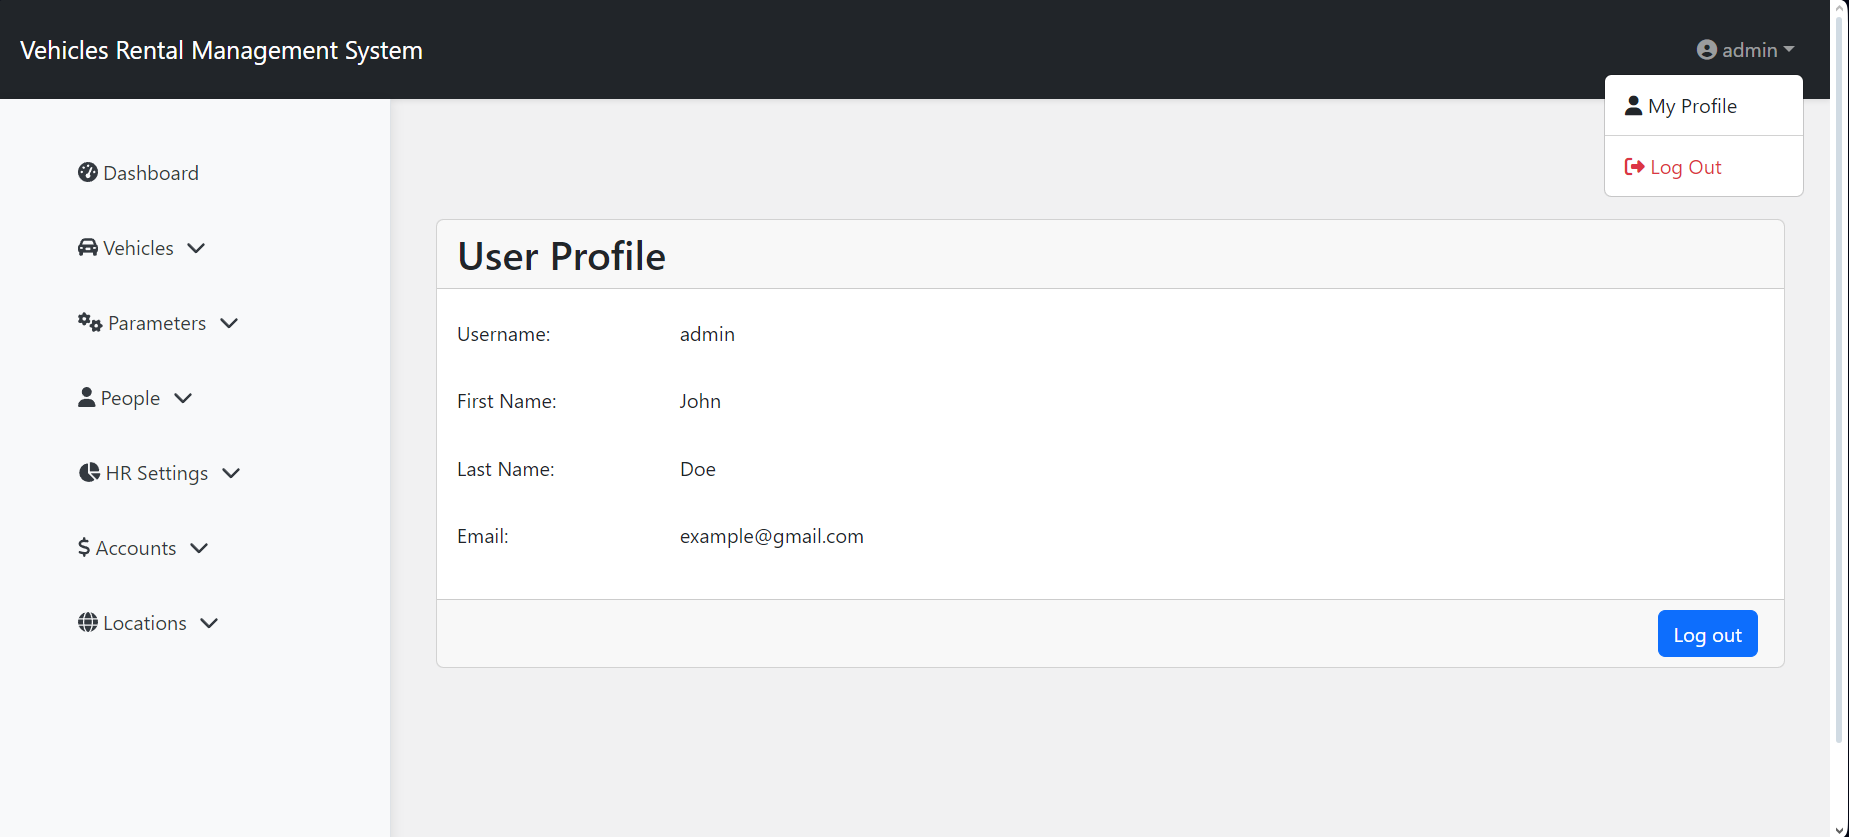 Vehicles Rental Management System
admin
My Profile
Log Out
Dashboard
Vehicles
Parameters
People
HR Settings
$ Accounts
Locations
User Profile
Username: admin
First Name: John
Last Name: Doe
Email: example@gmail.com
Log out